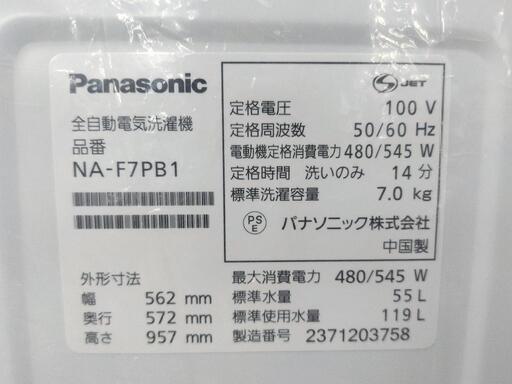 Panasonic
全自動電気洗濯機
品番
NA-F7PB1
S JET
定格電圧 100 V
定格周波数 50/60 Hz
電動機定格消費電力 480/545 W
定格時間 洗いのみ 14 分
標準洗濯容量 7.0 kg
PSE パナソニック株式会社
中国製
外形寸法
幅 562 mm
奥行 572 mm
高さ 957 mm
最大消費電力 480/545 W
標準水量 55 L
標準使用水量 119 L
製造番号 2371203758